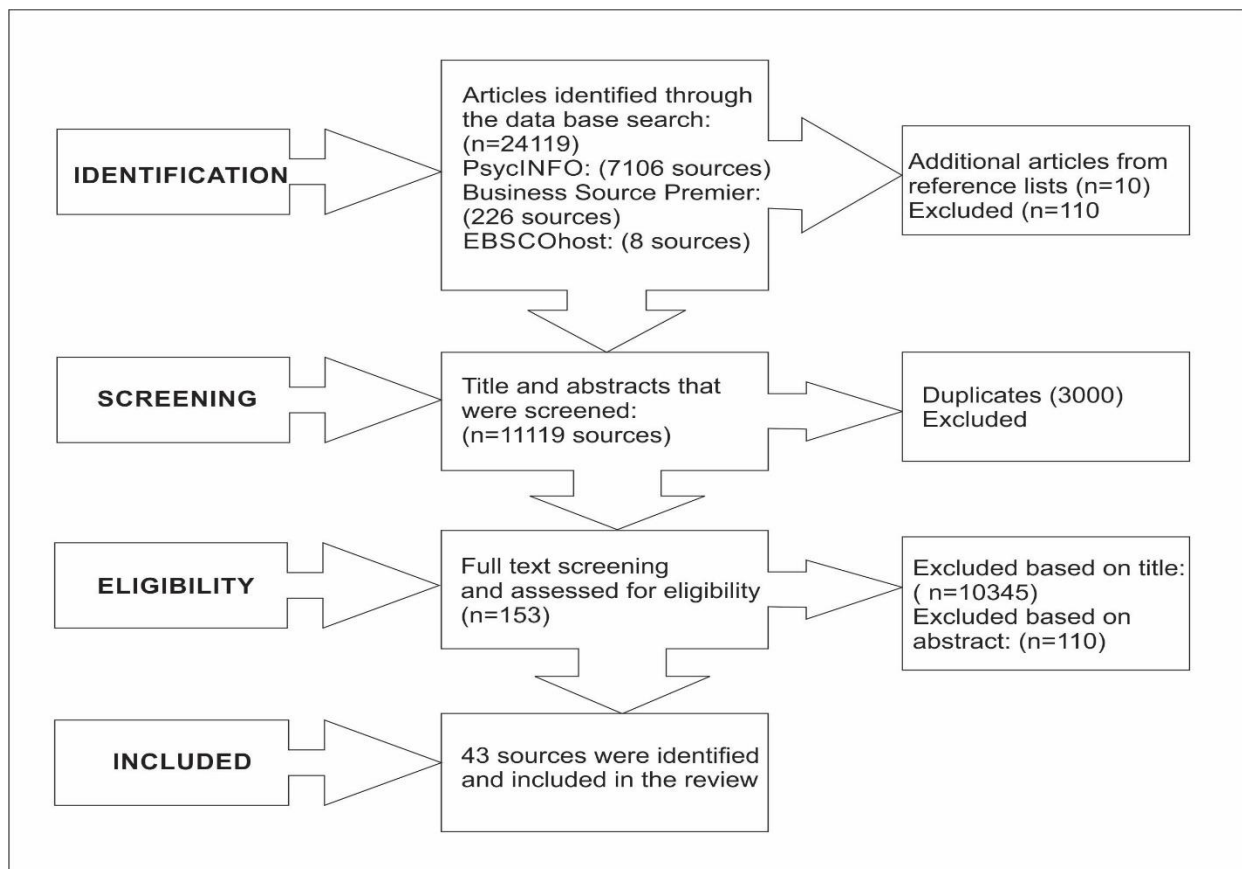 IDENTIFICATION
Articles identified through
the data base search:
(n=24119)
PsycINFO: (7106 sources)
Business Source Premier:
(226 sources)
EBSCOhost: (8 sources)
Additional articles from
reference lists (n=10)
Excluded (n=110
SCREENING
Title and abstracts that
were screened:
(n=11119 sources)
Duplicates (3000)
Excluded
ELIGIBILITY
Full text screening
and assessed for eligibility
(n=153)
Excluded based on title:
( n=10345)
Excluded based on
abstract: (n=110)
INCLUDED
43 sources were identified
and included in the review